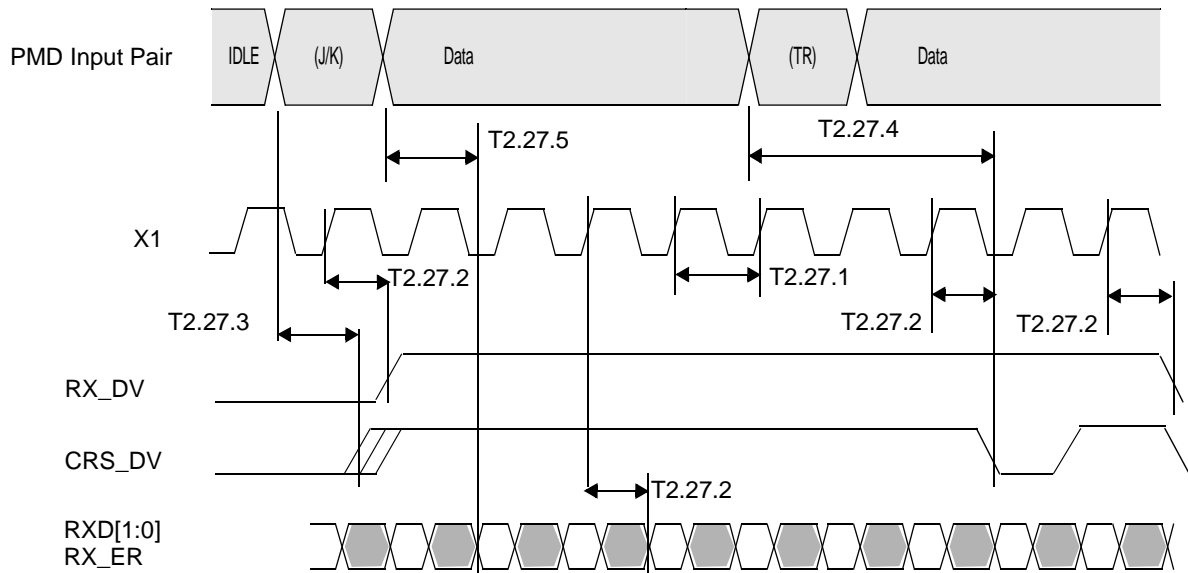 PMD Input Pair
IDLE
(J/K)
Data
(TR)
Data
T2.27.5
T2.27.4
X1
T2.27.2
T2.27.1
T2.27.3
T2.27.2
T2.27.2
RX_DV
CRS_DV
T2.27.2
RXD[1:0]
RX_ER